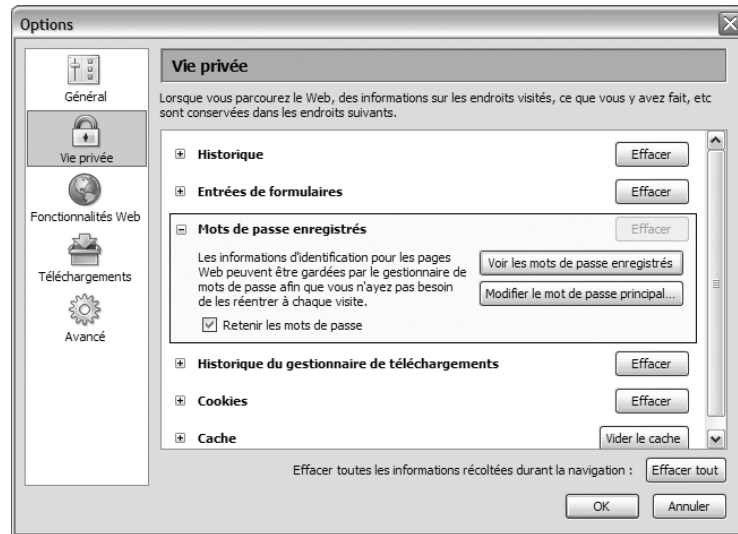 Options
Général
Vie privée
Fonctionnalités Web
Téléchargements
Avancé
Vie privée
Lorsque vous parcourez le Web, des informations sur les endroits visités, ce que vous y avez fait, etc
sont conservées dans les endroits suivants.
Historique
Effacer
Entrées de formulaires
Effacer
Mots de passe enregistrés
Effacer
Les informations d'identification pour les pages
Web peuvent être gardées par le gestionnaire de
mots de passe afin que vous n'ayez pas besoin
de les réentrer à chaque visite.
Voir les mots de passe enregistrés
Modifier le mot de passe principal...
Retenir les mots de passe
Historique du gestionnaire de téléchargements
Effacer
Cookies
Effacer
Cache
Vider le cache
Effacer toutes les informations récoltées durant la navigation :
Effacer tout
OK
Annuler